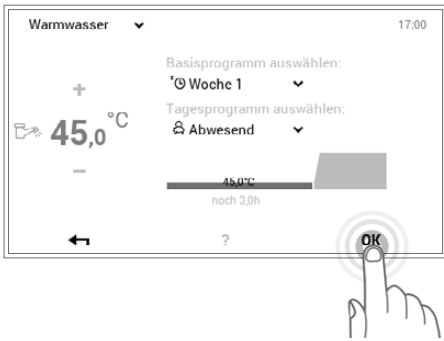 Warmwasser 17:00
Basisprogramm auswählen:
Woche 1
+
Tagesprogramm auswählen:
45,0 °C
Abwesend
−
45,0°C
noch 3,0h
? OK